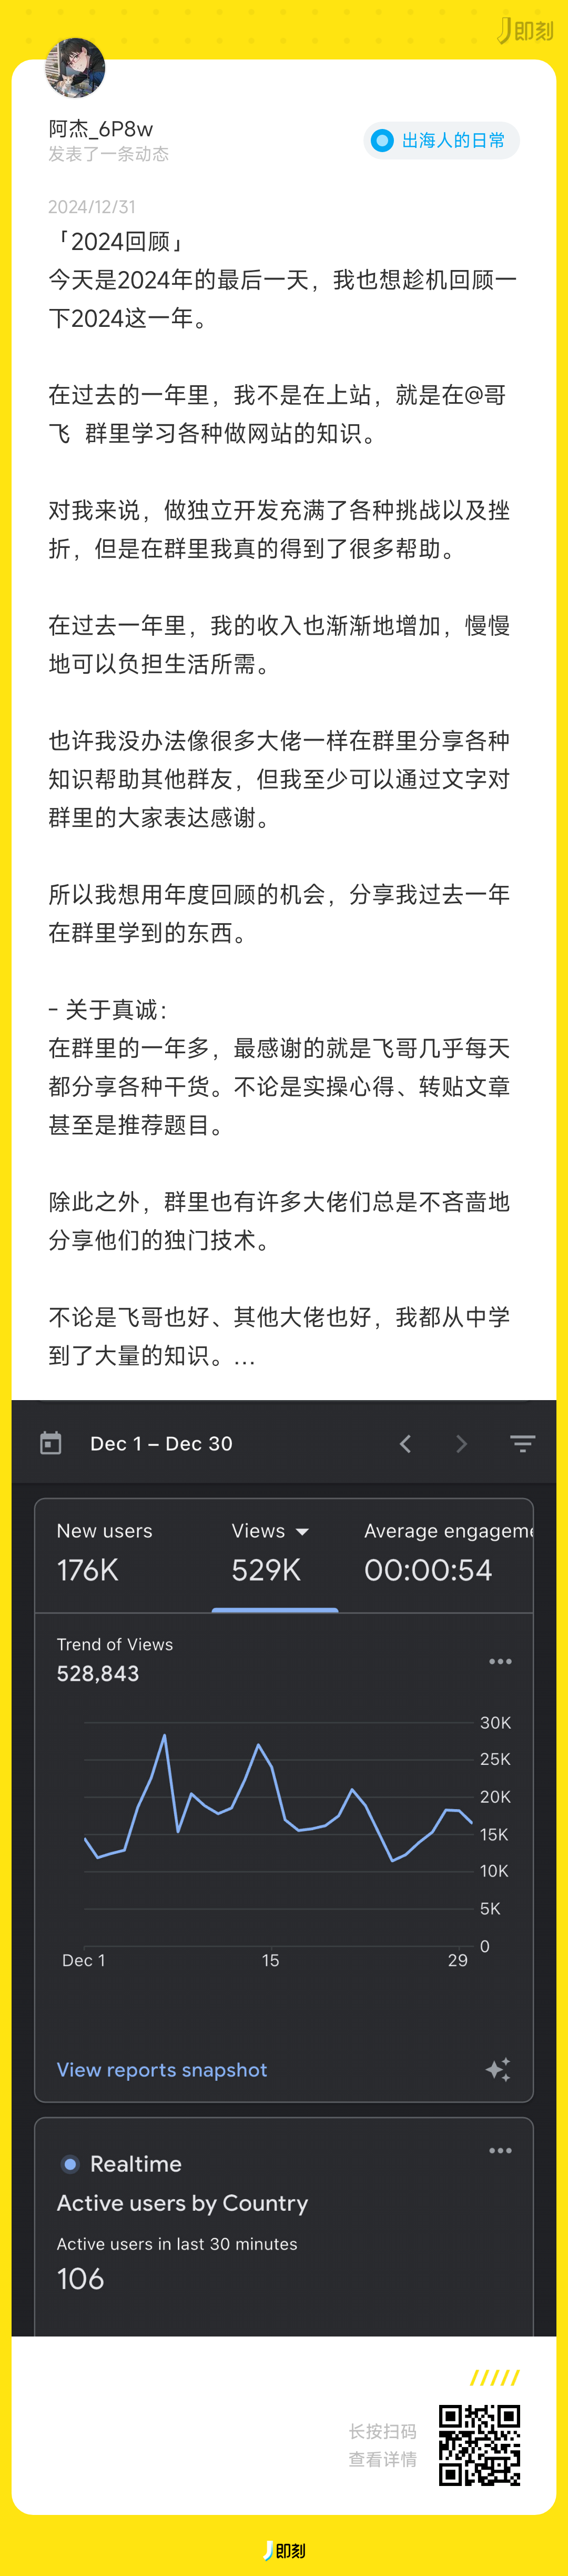 即刻
阿杰_6P8w
发表了一条动态
出海人的日常
2024/12/31
「2024回顾」
今天是2024年的最后一天，我也想趁机回顾一
下2024这一年。
在过去的一年里，我不是在上站，就是在@哥
飞 群里学习各种做网站的知识。
对我来说，做独立开发充满了各种挑战以及挫
折，但是在群里我真的得到了很多帮助。
在过去一年里，我的收入也渐渐地增加，慢慢
地可以负担生活所需。
也许我没办法像很多大佬一样在群里分享各种
知识帮助其他群友，但我至少可以通过文字对
群里的大家表达感谢。
所以我想用年度回顾的机会，分享我过去一年
在群里学到的东西。
- 关于真诚：
在群里的一年多，最感谢的就是飞哥几乎每天
都分享各种干货。不论是实操心得、转贴文章
甚至是推荐题目。
除此之外，群里也有许多大佬们总是不吝啬地
分享他们的独门技术。
不论是飞哥也好、其他大佬也好，我都从中学
到了大量的知识。...
Dec 1 – Dec 30
New users
Views
Average engageme
176K
529K
00:00:54
Trend of Views
528,843
30K
25K
20K
15K
10K
5K
0
Dec 1
15
29
View reports snapshot
Realtime
Active users by Country
Active users in last 30 minutes
106
长按扫码
查看详情
即刻